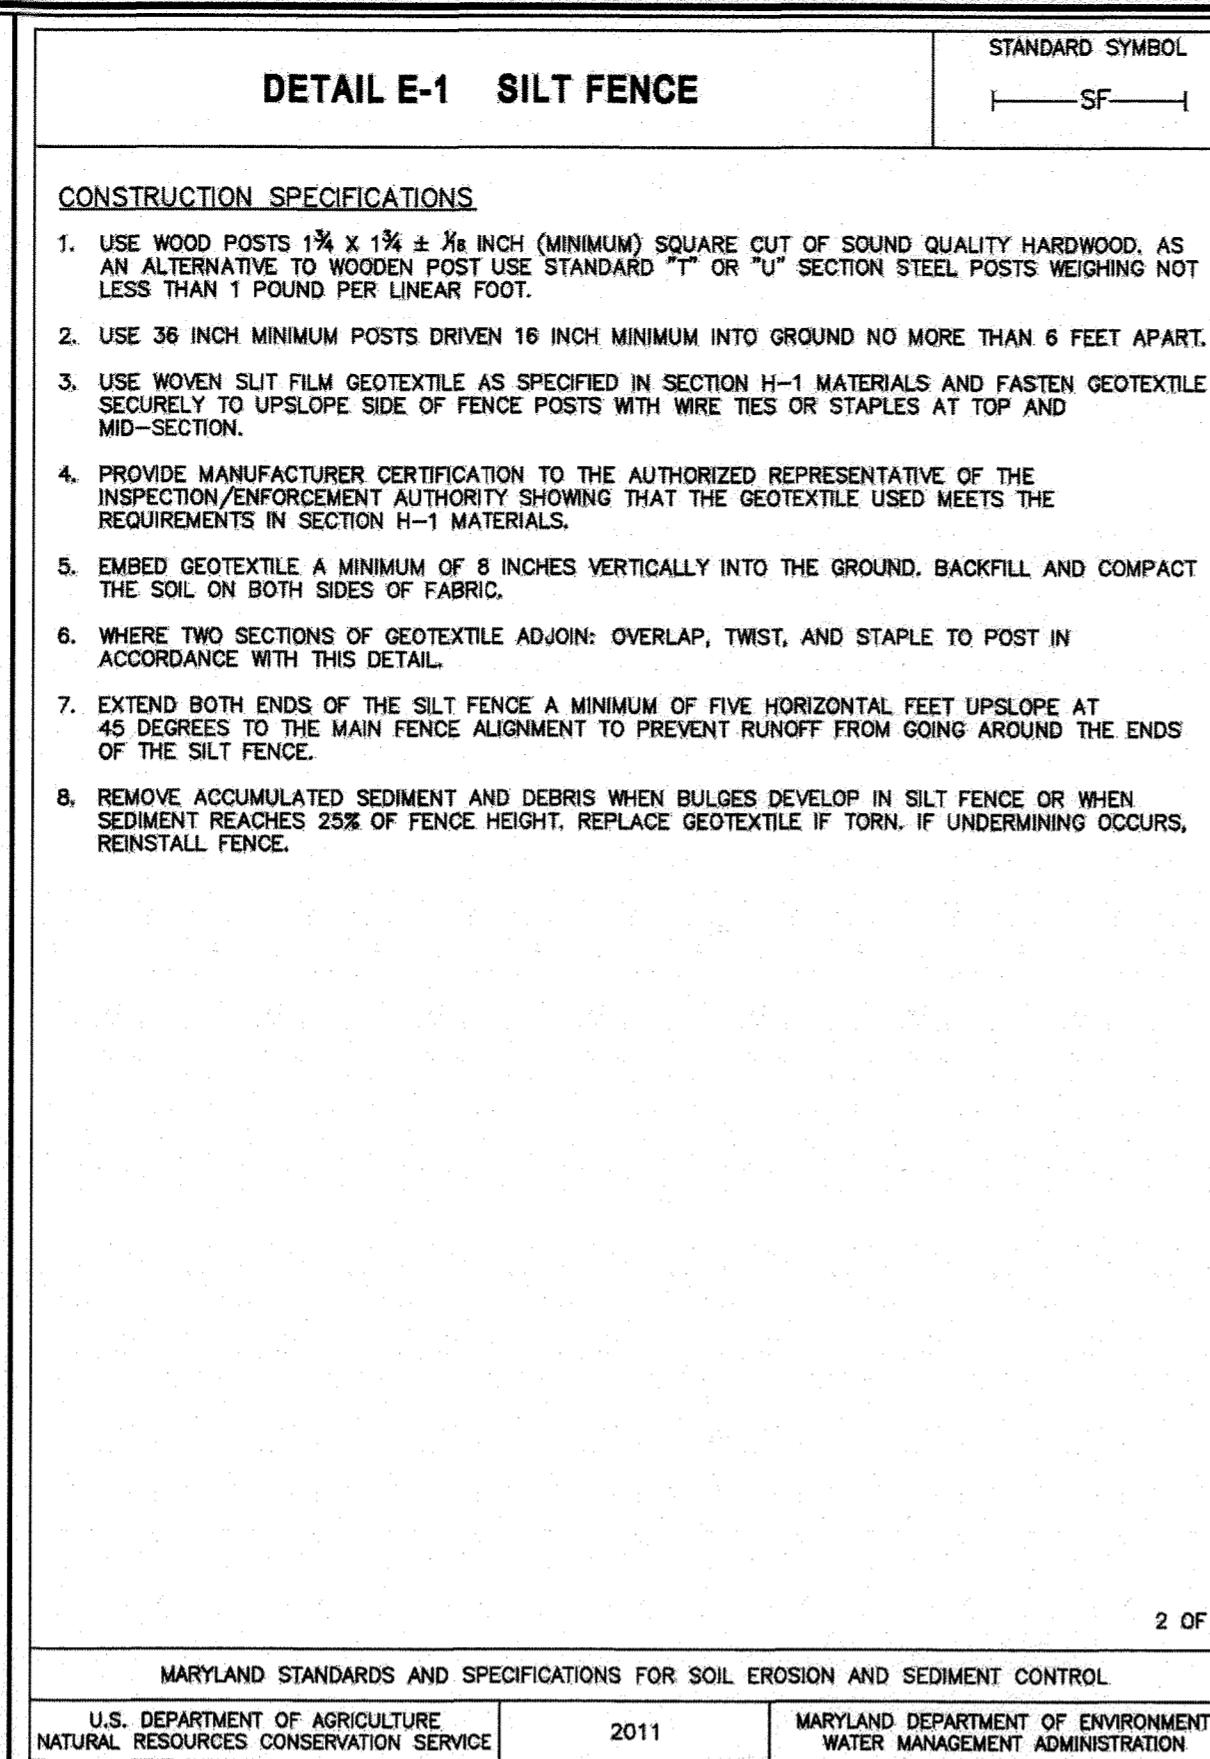 DETAIL E-1 SILT FENCE
STANDARD SYMBOL
SF
CONSTRUCTION SPECIFICATIONS
1. USE WOOD POSTS 1¾ X 1¾ ± 1/16 INCH (MINIMUM) SQUARE CUT OF SOUND QUALITY HARDWOOD. AS
AN ALTERNATIVE TO WOODEN POST USE STANDARD "T" OR "U" SECTION STEEL POSTS WEIGHING NOT
LESS THAN 1 POUND PER LINEAR FOOT.
2. USE 36 INCH MINIMUM POSTS DRIVEN 16 INCH MINIMUM INTO GROUND NO MORE THAN 6 FEET APART.
3. USE WOVEN SLIT FILM GEOTEXTILE AS SPECIFIED IN SECTION H-1 MATERIALS AND FASTEN GEOTEXTILE
SECURELY TO UPSLOPE SIDE OF FENCE POSTS WITH WIRE TIES OR STAPLES AT TOP AND
MID-SECTION.
4. PROVIDE MANUFACTURER CERTIFICATION TO THE AUTHORIZED REPRESENTATIVE OF THE
INSPECTION/ENFORCEMENT AUTHORITY SHOWING THAT THE GEOTEXTILE USED MEETS THE
REQUIREMENTS IN SECTION H-1 MATERIALS.
5. EMBED GEOTEXTILE A MINIMUM OF 8 INCHES VERTICALLY INTO THE GROUND. BACKFILL AND COMPACT
THE SOIL ON BOTH SIDES OF FABRIC.
6. WHERE TWO SECTIONS OF GEOTEXTILE ADJOIN: OVERLAP, TWIST, AND STAPLE TO POST IN
ACCORDANCE WITH THIS DETAIL.
7. EXTEND BOTH ENDS OF THE SILT FENCE A MINIMUM OF FIVE HORIZONTAL FEET UPSLOPE AT
45 DEGREES TO THE MAIN FENCE ALIGNMENT TO PREVENT RUNOFF FROM GOING AROUND THE ENDS
OF THE SILT FENCE.
8. REMOVE ACCUMULATED SEDIMENT AND DEBRIS WHEN BULGES DEVELOP IN SILT FENCE OR WHEN
SEDIMENT REACHES 25% OF FENCE HEIGHT. REPLACE GEOTEXTILE IF TORN. IF UNDERMINING OCCURS,
REINSTALL FENCE.
2 OF
MARYLAND STANDARDS AND SPECIFICATIONS FOR SOIL EROSION AND SEDIMENT CONTROL
U.S. DEPARTMENT OF AGRICULTURE
NATURAL RESOURCES CONSERVATION SERVICE
2011
MARYLAND DEPARTMENT OF ENVIRONMENT
WATER MANAGEMENT ADMINISTRATION